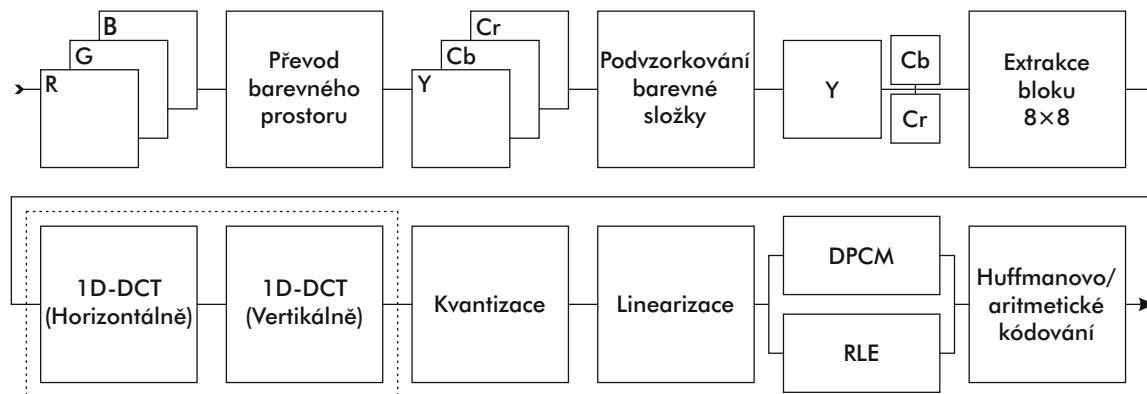 B
G
R
Převod
barevného
prostoru
Cr
Cb
Y
Podvzorkování
barevné
složky
Y
Cb
Cr
Extrakce
bloku
8×8
1D-DCT
(Horizontálně)
1D-DCT
(Vertikálně)
Kvantizace
Linearizace
DPCM
RLE
Huffmanovo/
aritmetické
kódování